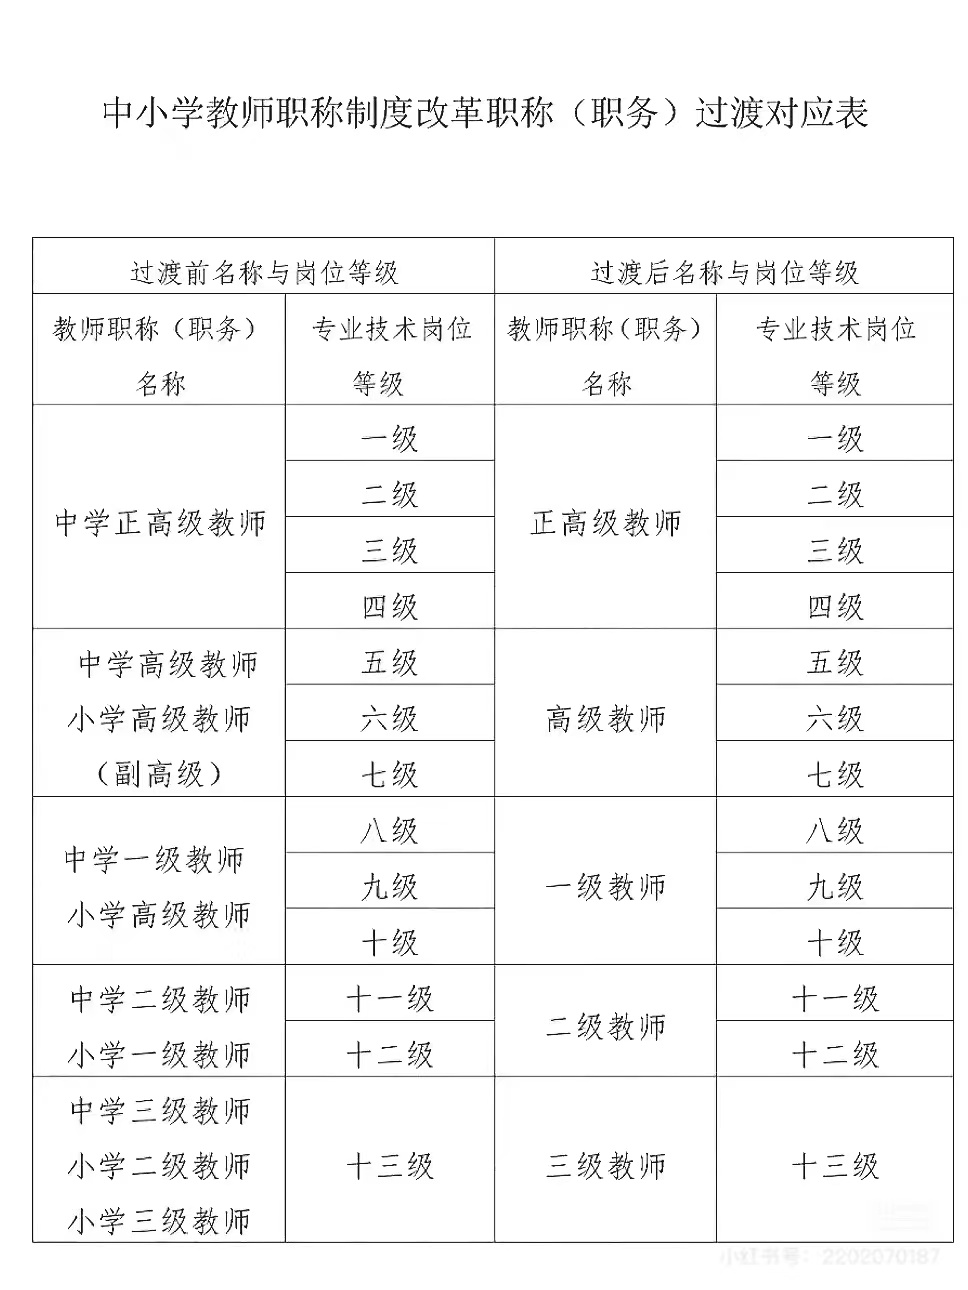 中小学教师职称制度改革职称（职务）过渡对应表
过渡前名称与岗位等级
过渡后名称与岗位等级
教师职称（职务）
名称
专业技术岗位
等级
教师职称（职务）
名称
专业技术岗位
等级
中学正高级教师
一级
二级
三级
四级
正高级教师
一级
二级
三级
四级
中学高级教师
小学高级教师
（副高级）
五级
六级
七级
高级教师
五级
六级
七级
中学一级教师
小学高级教师
八级
九级
十级
一级教师
八级
九级
十级
中学二级教师
小学一级教师
十一级
十二级
二级教师
十一级
十二级
中学三级教师
小学二级教师
小学三级教师
十三级
三级教师
十三级
小红书号：2202070187